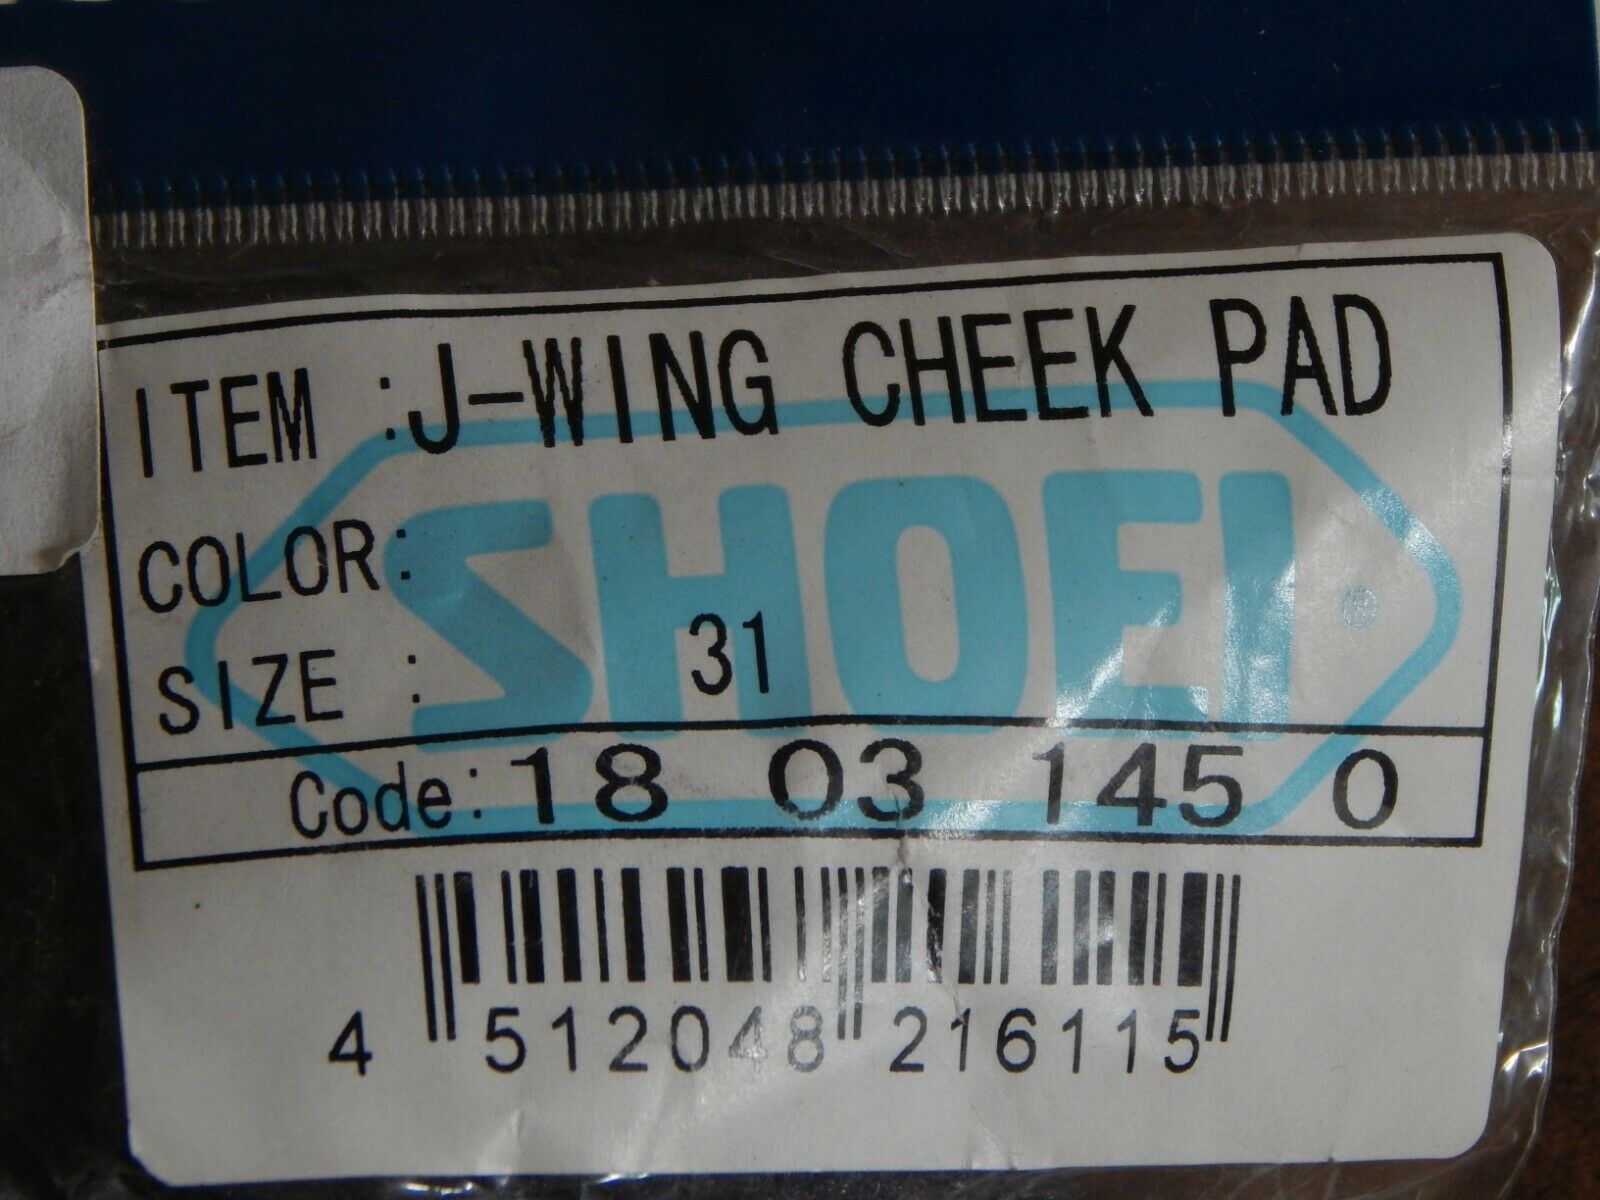 ITEM :J-WING CHEEK PAD
COLOR:
SHOEI
SIZE : 31
Code: 18 03 145 0
4 512048 216115